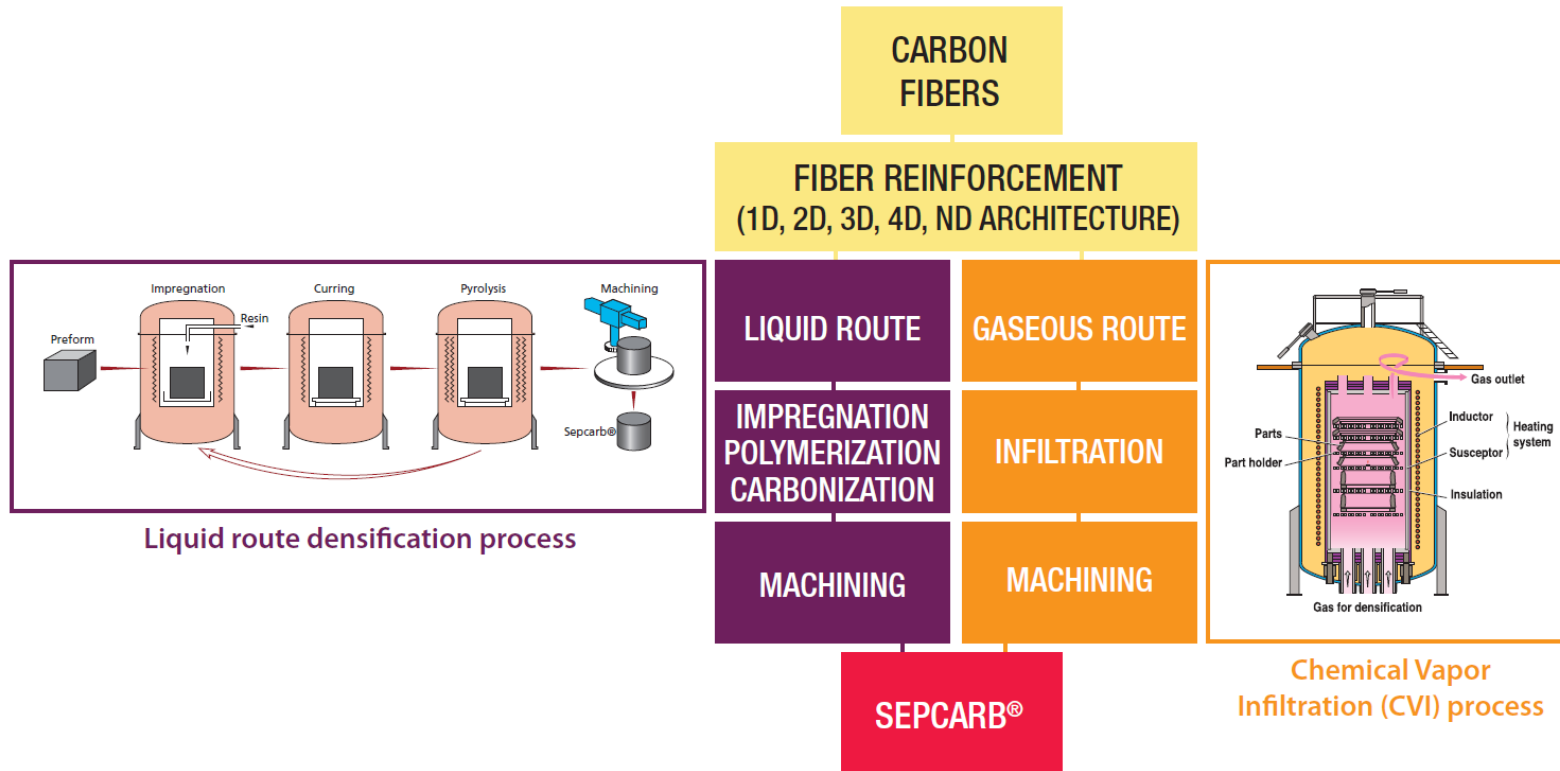 CARBON
FIBERS
FIBER REINFORCEMENT
(1D, 2D, 3D, 4D, ND ARCHITECTURE)
Impregnation
Curring
Pyrolysis
Machining
Resin
Preform
Sepcarb®
Liquid route densification process
LIQUID ROUTE
IMPREGNATION
POLYMERIZATION
CARBONIZATION
MACHINING
GASEOUS ROUTE
INFILTRATION
MACHINING
SEPCARB®
Gas outlet
Inductor
Heating
system
Susceptor
Insulation
Parts
Part holder
Gas for densification
Chemical Vapor
Infiltration (CVI) process